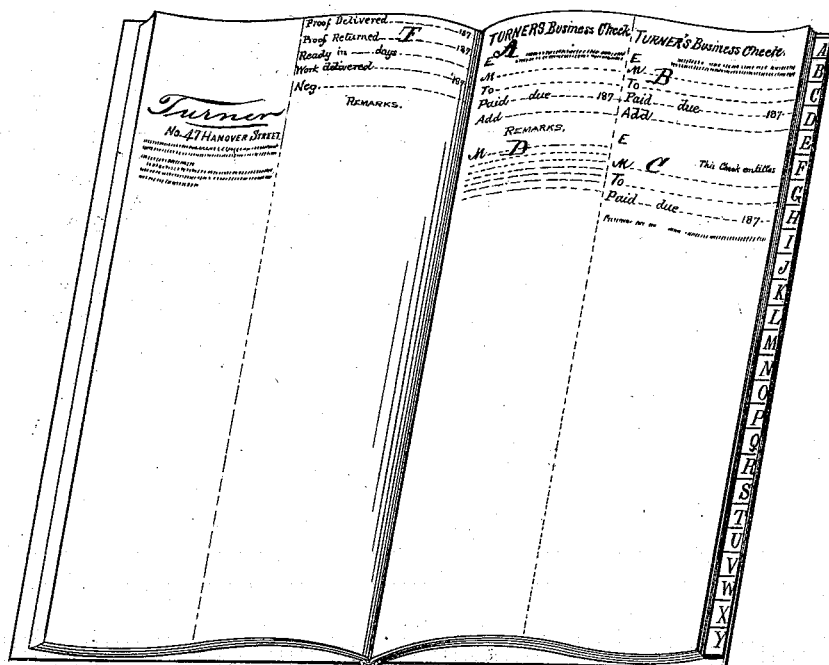 Turner
No. 47 HANOVER STREET.
Proof Delivered 187
Proof Returned F 187
Ready in days
Work delivered 187
Neg.
REMARKS.
TURNERS Business Check.
A
E
M
To
Paid due 187
Add
REMARKS.
M D
TURNER'S Business Check.
E
M B
To
Paid due 187
Add
E
M C This Check entitles
To
Paid due 187
A
B
C
D
E
F
G
H
I
J
K
L
M
N
O
P
Q
R
S
T
U
V
W
X
Y